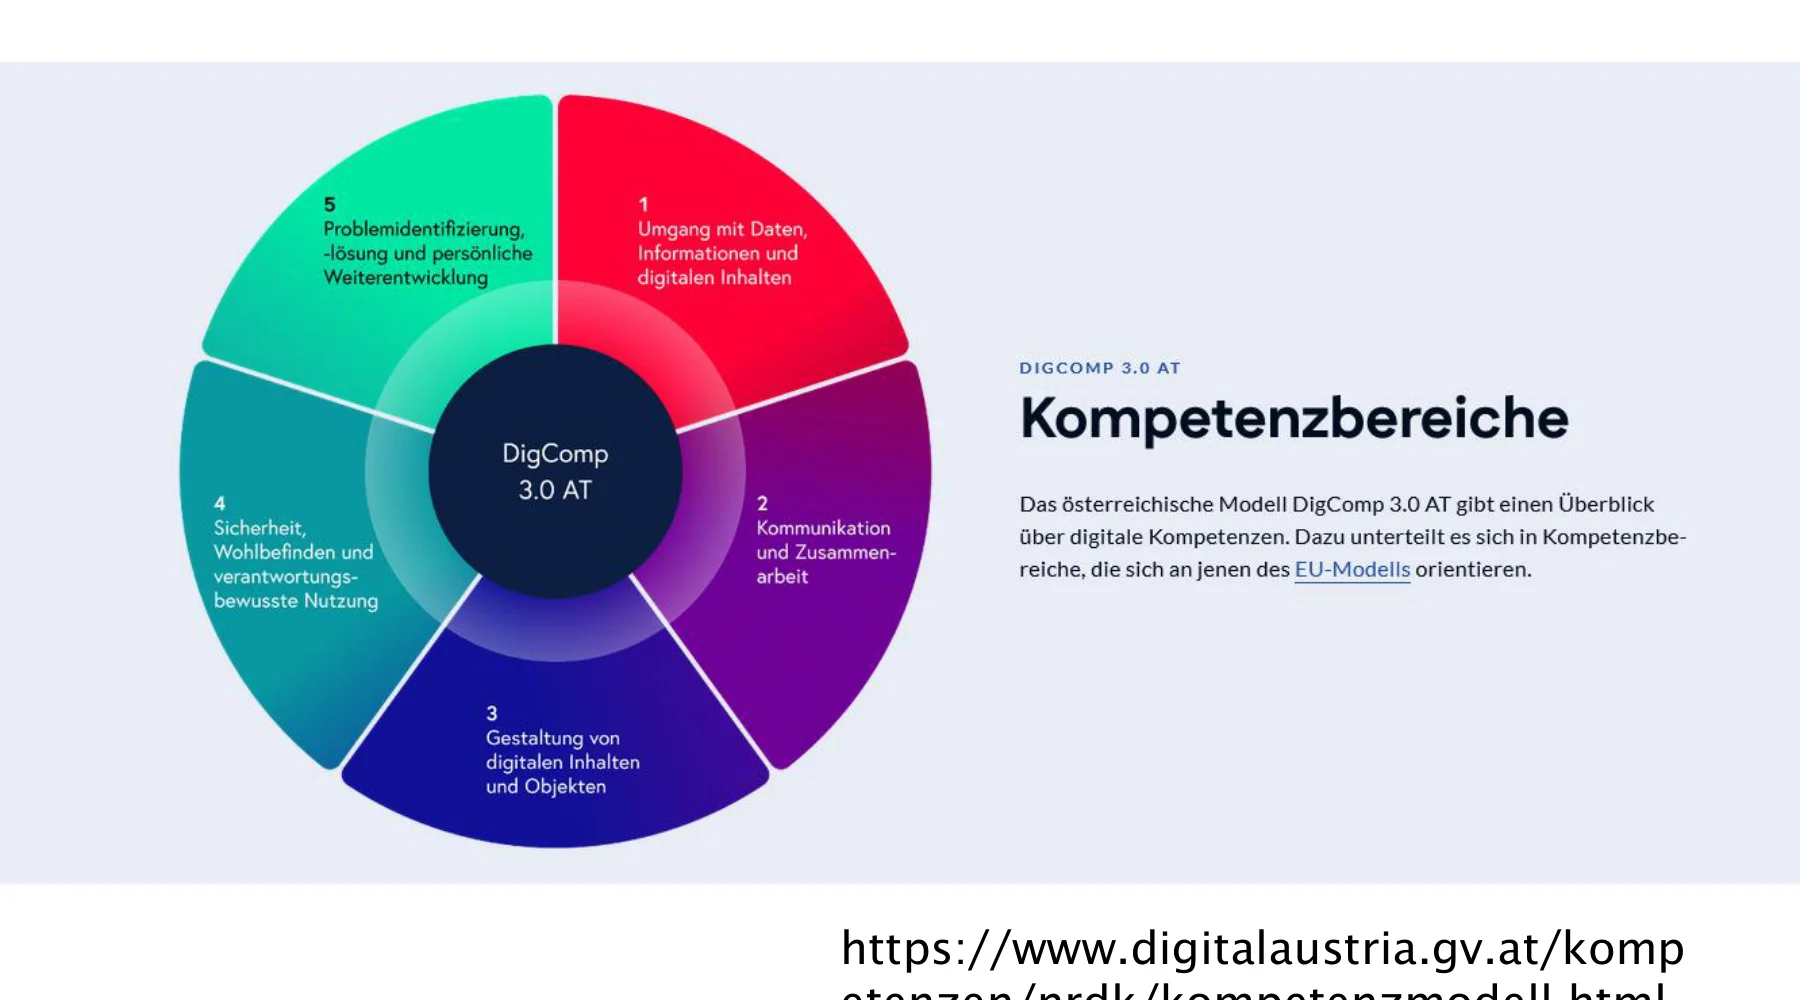 5
Problemidentifizierung,
-lösung und persönliche
Weiterentwicklung
1
Umgang mit Daten,
Informationen und
digitalen Inhalten
DigComp
3.0 AT
4
Sicherheit,
Wohlbefinden und
verantwortungs-
bewusste Nutzung
2
Kommunikation
und Zusammen-
arbeit
3
Gestaltung von
digitalen Inhalten
und Objekten
DIGCOMP 3.0 AT
Kompetenzbereiche
Das österreichische Modell DigComp 3.0 AT gibt einen Überblick
über digitale Kompetenzen. Dazu unterteilt es sich in Kompetenzbe-
reiche, die sich an jenen des EU-Modells orientieren.
https://www.digitalaustria.gv.at/komp
etenzen/nrdk/kompetenzmodell.html